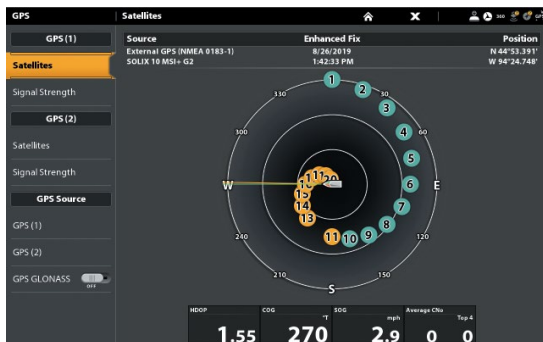 GPS Satellites 360 GPS
GPS (1)
Source Enhanced Fix Position
External GPS (NMEA 0183-1) 8/26/2019 N 44°53.391'
SOLIX 10 MSI+ G2 1:42:33 PM W 94°24.748'
Satellites
Signal Strength
GPS (2)
Satellites
Signal Strength
GPS Source
GPS (1)
GPS (2)
GPS GLONASS OFF
330 1 2 30 3
300 4 60
5
W 6 E
15 7
14
13 8
240 11 10 9 120
210 150
S
HDOP COG °T SOG mph Average CNo Top 4
1.55 270 2.9 0 0